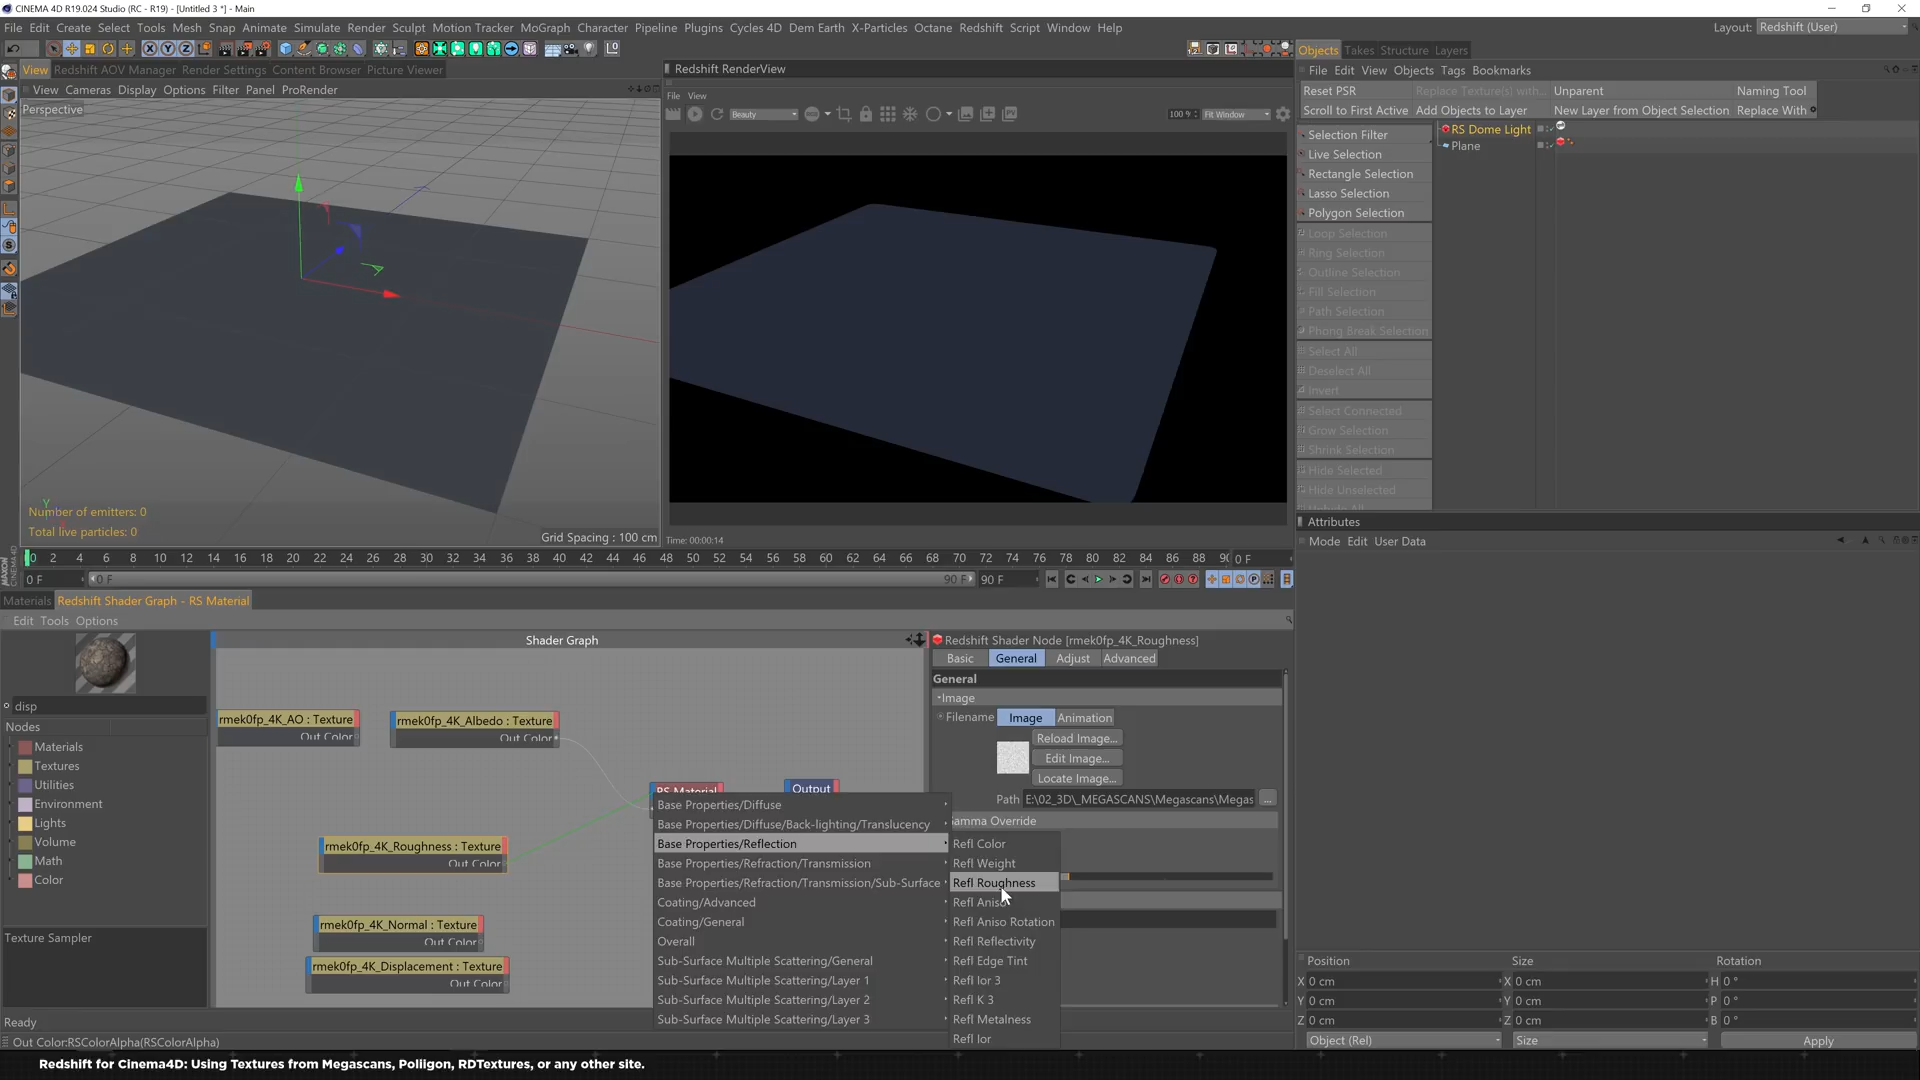 CINEMA 4D R19.024 Studio (RC - R19) - [Untitled 3 *] - Main
File Edit Create Select Tools Mesh Snap Animate Simulate Render Sculpt Motion Tracker MoGraph Character Pipeline Plugins Cycles 4D Dem Earth X-Particles Octane Redshift Script Window Help
Layout: Redshift (User)
View Redshift AOV Manager Render Settings Content Browser Picture Viewer
Redshift RenderView
Objects Takes Structure Layers
File Edit View Objects Tags Bookmarks
View Cameras Display Options Filter Panel ProRender
File View
Reset PSR Replace Texture(s) with... Unparent Naming Tool
Scroll to First Active Add Objects to Layer New Layer from Object Selection Replace With
Perspective
Beauty
100 %
Fit Window
Selection Filter
Live Selection
Rectangle Selection
Lasso Selection
Polygon Selection
Loop Selection
Ring Selection
Outline Selection
Fill Selection
Path Selection
Phong Break Selection
Select All
Deselect All
Invert
Select Connected
Grow Selection
Shrink Selection
Hide Selected
Hide Unselected
RS Dome Light
Plane
Y
Number of emitters: 0
Total live particles: 0
Grid Spacing : 100 cm
Time: 00:00:14
Attributes
Mode Edit User Data
0 2 4 6 8 10 12 14 16 18 20 22 24 26 28 30 32 34 36 38 40 42 44 46 48 50 52 54 56 58 60 62 64 66 68 70 72 74 76 78 80 82 84 86 88 0 F
0 F 0 F 90 F 90 F
Materials Redshift Shader Graph - RS Material
Edit Tools Options
Shader Graph
disp
Nodes
Materials
Textures
Utilities
Environment
Lights
Volume
Math
Color
Texture Sampler
rmek0fp_4K_AO : Texture
Out Color
rmek0fp_4K_Albedo : Texture
Out Color
RS Material
Output
rmek0fp_4K_Roughness : Texture
Out Color
rmek0fp_4K_Normal : Texture
Out Color
rmek0fp_4K_Displacement : Texture
Out Color
Base Properties/Diffuse
Base Properties/Diffuse/Back-lighting/Translucency
Base Properties/Reflection
Base Properties/Refraction/Transmission
Base Properties/Refraction/Transmission/Sub-Surface
Coating/Advanced
Coating/General
Overall
Sub-Surface Multiple Scattering/General
Sub-Surface Multiple Scattering/Layer 1
Sub-Surface Multiple Scattering/Layer 2
Sub-Surface Multiple Scattering/Layer 3
Refl Color
Refl Weight
Refl Roughness
Refl Aniso
Refl Aniso Rotation
Refl Reflectivity
Refl Edge Tint
Refl Ior 3
Refl K 3
Refl Metalness
Refl Ior
Redshift Shader Node [rmek0fp_4K_Roughness]
Basic General Adjust Advanced
General
Image
Filename Image Animation
Reload Image...
Edit Image...
Locate Image...
Path E:\02_3D\_MEGASCANS\Megascans\Megas ...
Gamma Override
Position Size Rotation
X 0 cm X 0 cm H 0 °
Y 0 cm Y 0 cm P 0 °
Z 0 cm Z 0 cm B 0 °
Object (Rel) Size Apply
Ready
Out Color:RSColorAlpha(RSColorAlpha)
Redshift for Cinema4D: Using Textures from Megascans, Poliigon, RDTextures, or any other site.